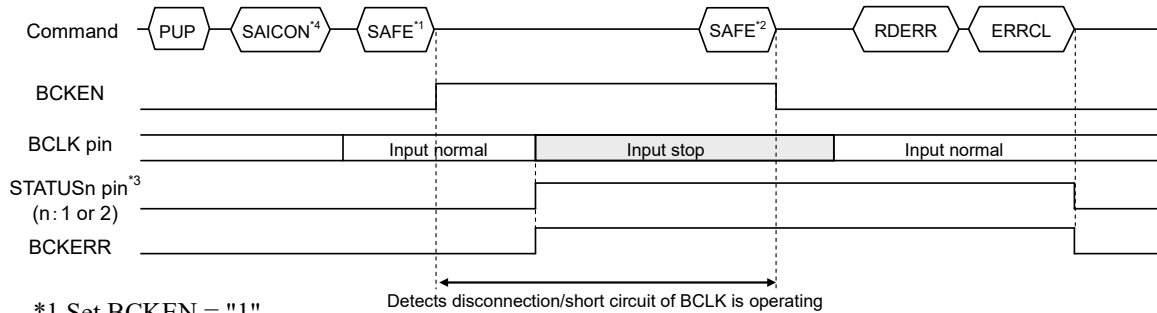 Command PUP SAICON*4 SAFE*1 SAFE*2 RDERR ERRCL
BCKEN
BCLK pin Input normal Input stop Input normal
STATUSn pin*3
(n: 1 or 2)
BCKERR
Detects disconnection/short circuit of BCLK is operating
*1 Set BCKEN = "1"